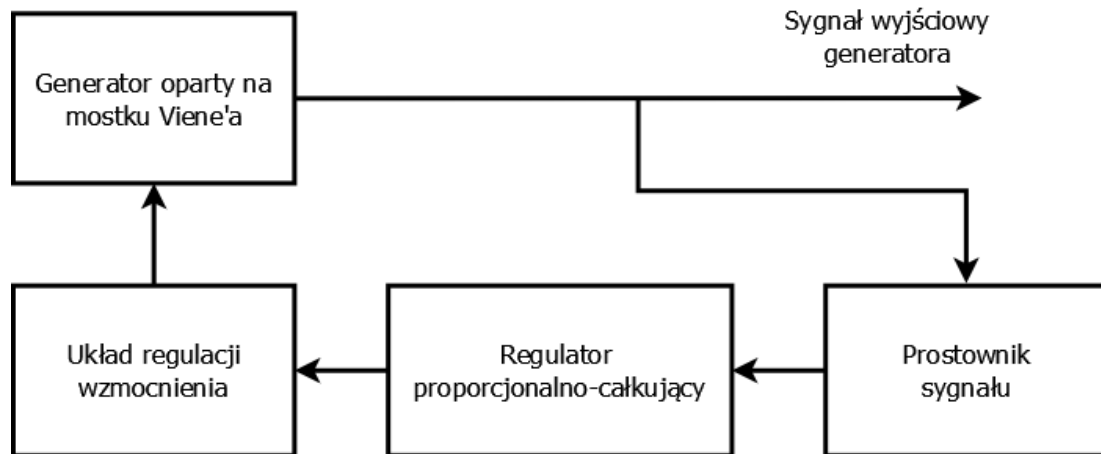 Sygnał wyjściowy
generatora
Generator oparty na
mostku Viene'a
Układ regulacji
wzmocnienia
Regulator
proporcjonalno-całkujący
Prostownik
sygnału